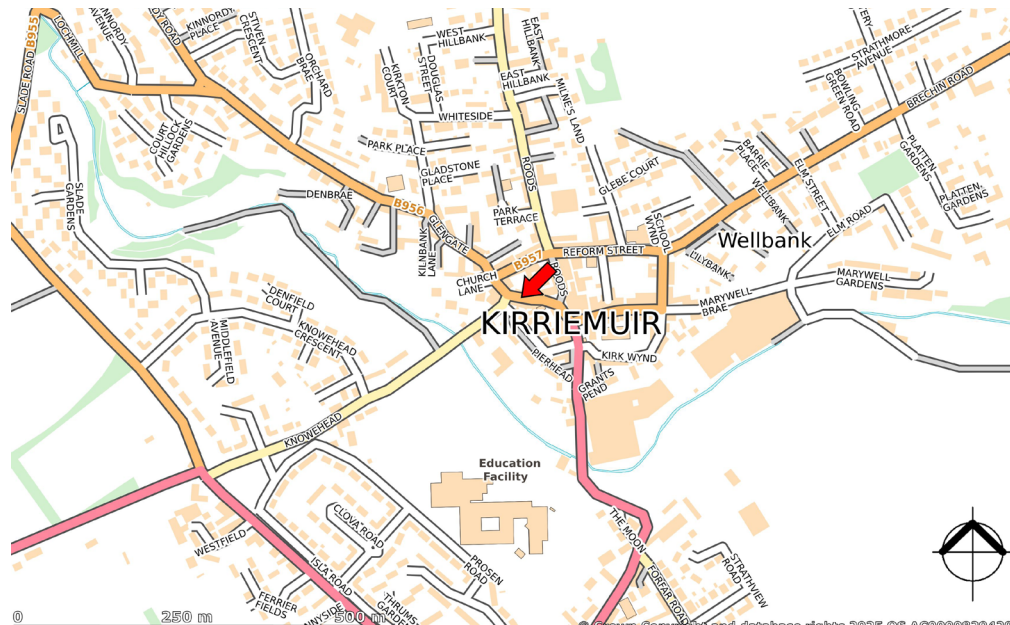 B955
SLADE ROAD
LOCHMILL
KINNORDY
PLACE
STIVEN
CRESCENT
ORCHARD
BRAE
WEST
HILLBANK
DOUGLAS
STREET
KIRKTON
COURT
EAST
HILLBANK
EAST
HILLBANK
MILNE'S LAND
WHITESIDE
STRATHMORE
AVENUE
BOWLING
GREEN ROAD
BRECHIN ROAD
COURT
HILLOCK
GARDENS
PARK PLACE
GLADSTONE
PLACE
ROODS
GLEBE COURT
BARRIE
PLACE
ELM STREET
PLATTEN
GARDENS
PLATTEN
GARDENS
SLADE
GARDENS
DENBRAE
B956
GLENGATE
PARK
TERRACE
SCHOOL
WYND
WELLBANK
ELM ROAD
Wellbank
KILNBANK
LANE
B957
REFORM STREET
LILYBANK
CHURCH
LANE
ROODS
MARYWELL
GARDENS
MARYWELL
BRAE
DENFIELD
COURT
KNOWEHEAD
CRESCENT
MIDDLEFIELD
AVENUE
KIRRIEMUIR
PIERHEAD
KIRK WYND
GRANTS
PEND
KNOWEHEAD
Education
Facility
CLOVA ROAD
WESTFIELD
ISLA ROAD
PROSEN
ROAD
THE MOON
FORFAR ROAD
STRATHVIEW
ROAD
FERRIER
FIELDS
0
250 m
500 m